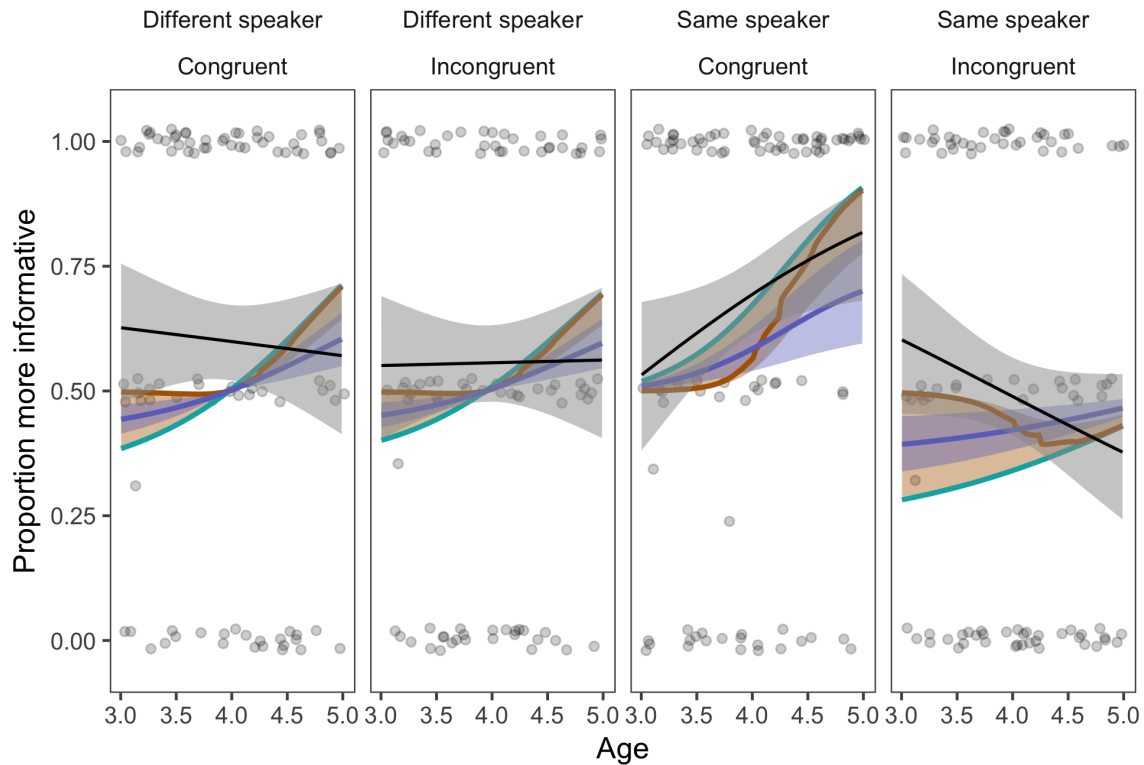 Different speaker
Different speaker
Same speaker
Same speaker
Congruent
Incongruent
Congruent
Incongruent
Proportion more informative
1.00
0.75
0.50
0.25
0.00
3.0 3.5 4.0 4.5 5.0
3.0 3.5 4.0 4.5 5.0
3.0 3.5 4.0 4.5 5.0
3.0 3.5 4.0 4.5 5.0
Age